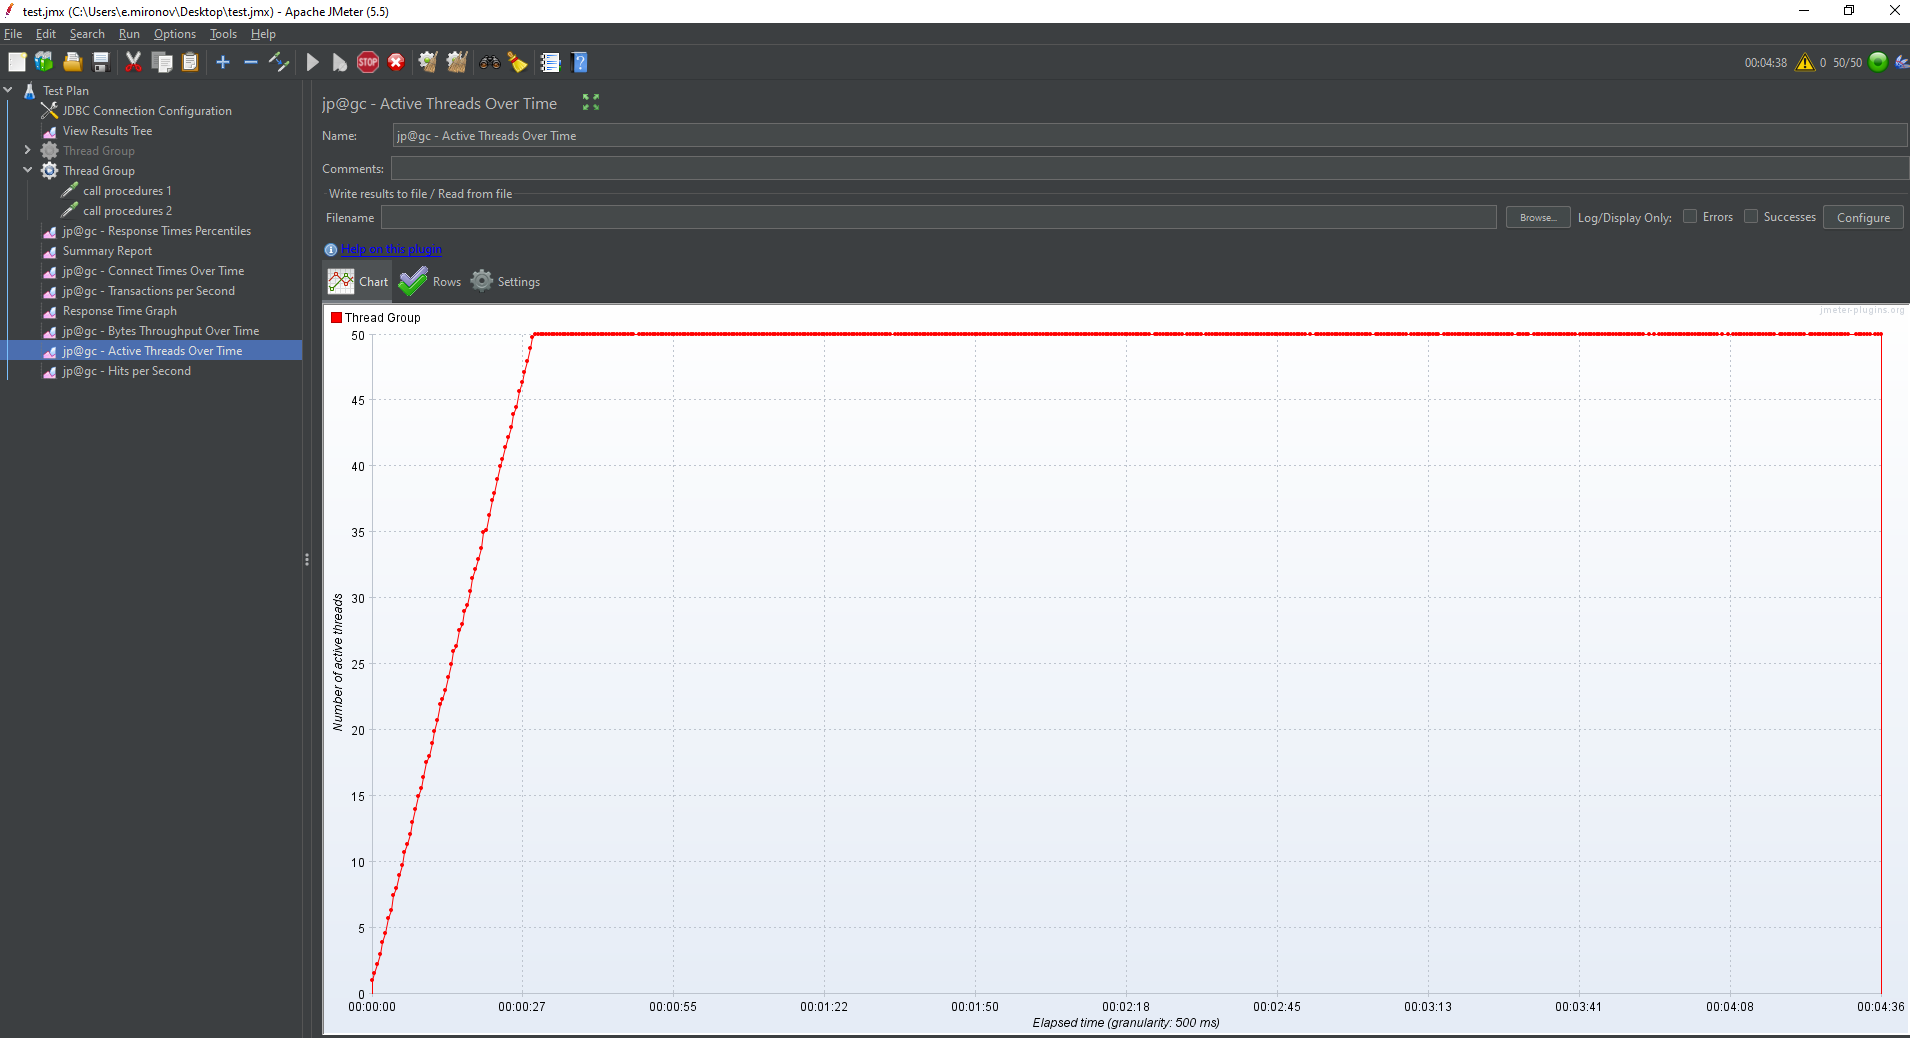 test.jmx (C:\Users\e.mironov\Desktop\test.jmx) - Apache JMeter (5.5)
File Edit Search Run Options Tools Help
STOP 00:04:38 0 50/50
Test Plan
JDBC Connection Configuration
View Results Tree
Thread Group
Thread Group
call procedures 1
call procedures 2
jp@gc - Response Times Percentiles
Summary Report
jp@gc - Connect Times Over Time
jp@gc - Transactions per Second
Response Time Graph
jp@gc - Bytes Throughput Over Time
jp@gc - Active Threads Over Time
jp@gc - Hits per Second
jp@gc - Active Threads Over Time
Name: jp@gc - Active Threads Over Time
Comments:
Write results to file / Read from file
Filename Browse... Log/Display Only: Errors Successes Configure
Help on this plugin
Chart Rows Settings
Thread Group
jmeter-plugins.org
50
45
40
35
30
25
20
15
10
5
0
Number of active threads
00:00:00 00:00:27 00:00:55 00:01:22 00:01:50 00:02:18 00:02:45 00:03:13 00:03:41 00:04:08 00:04:36
Elapsed time (granularity: 500 ms)